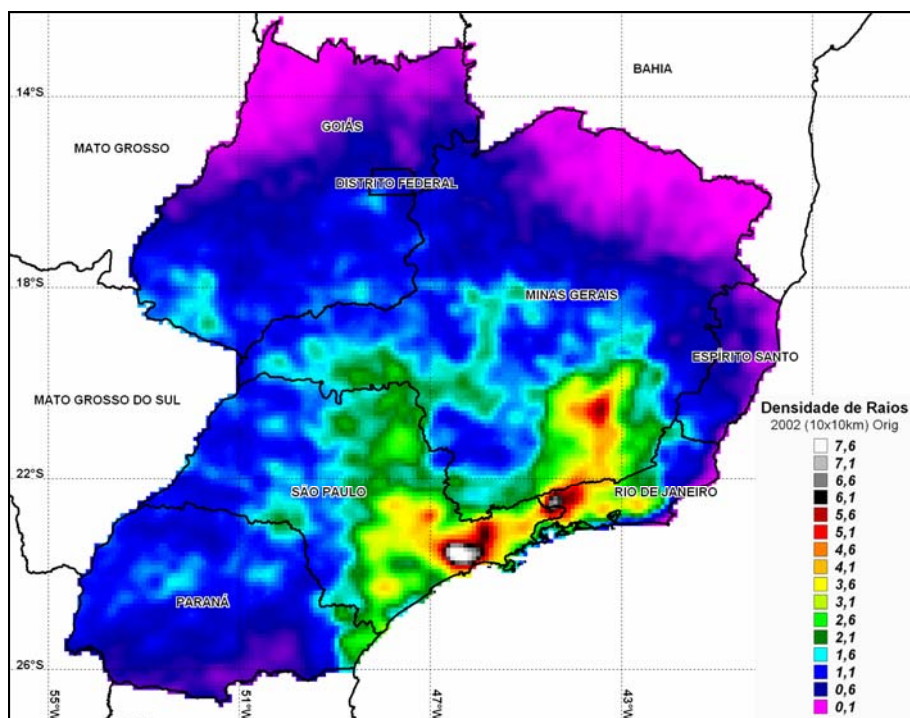 BAHIA
14°S
GOIÁS
MATO GROSSO
DISTRITO FEDERAL
18°S
MINAS GERAIS
ESPÍRITO SANTO
MATO GROSSO DO SUL
Densidade de Raios
2002 (10x10km) Orig
7,6
7,1
6,6
6,1
5,6
5,1
4,6
4,1
3,6
3,1
2,6
2,1
1,6
1,1
0,6
0,1
22°S
SÃO PAULO
RIO DE JANEIRO
PARANÁ
26°S
55°W
51°W
47°W
43°W